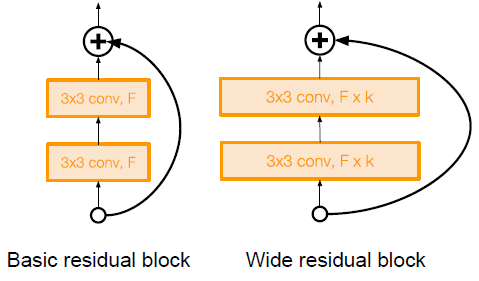 3x3 conv, F
3x3 conv, F x k
3x3 conv, F
3x3 conv, F x k
Basic residual block
Wide residual block